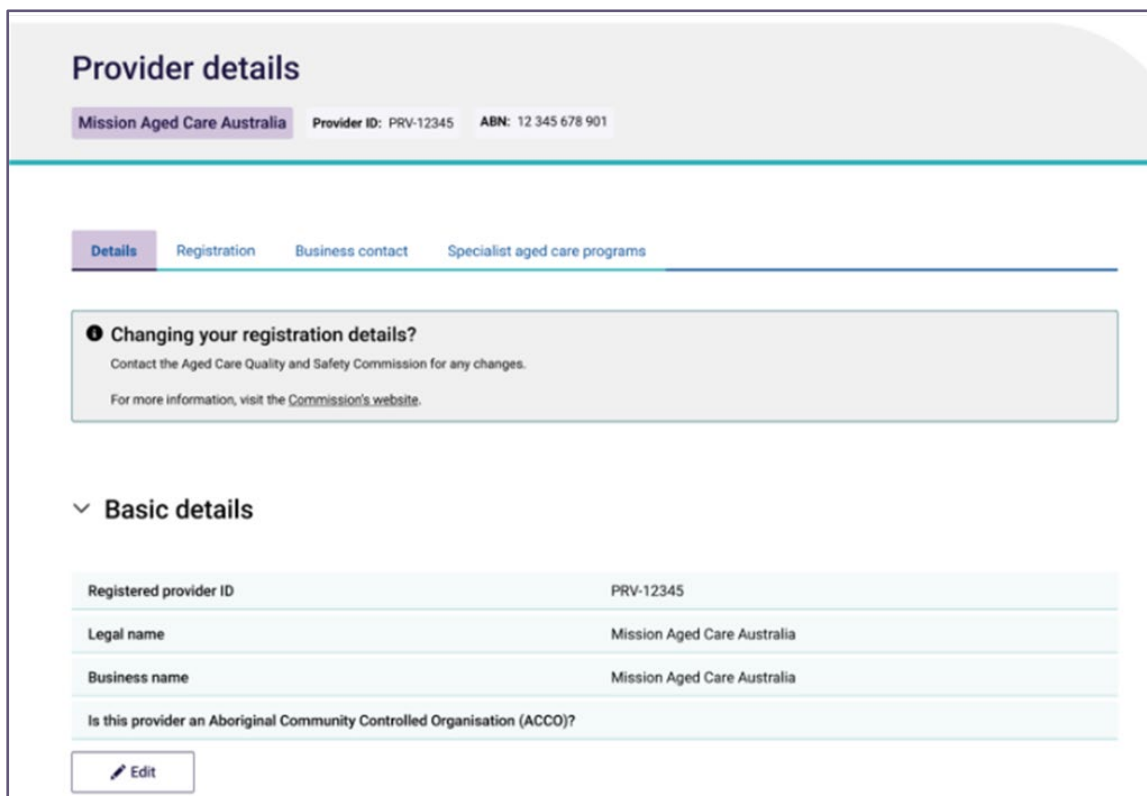 Provider details
Mission Aged Care Australia Provider ID: PRV-12345 ABN: 12 345 678 901
Details Registration Business contact Specialist aged care programs
Changing your registration details?
Contact the Aged Care Quality and Safety Commission for any changes.
For more information, visit the Commission's website.
Basic details
Registered provider ID PRV-12345
Legal name Mission Aged Care Australia
Business name Mission Aged Care Australia
Is this provider an Aboriginal Community Controlled Organisation (ACCO)?
Edit